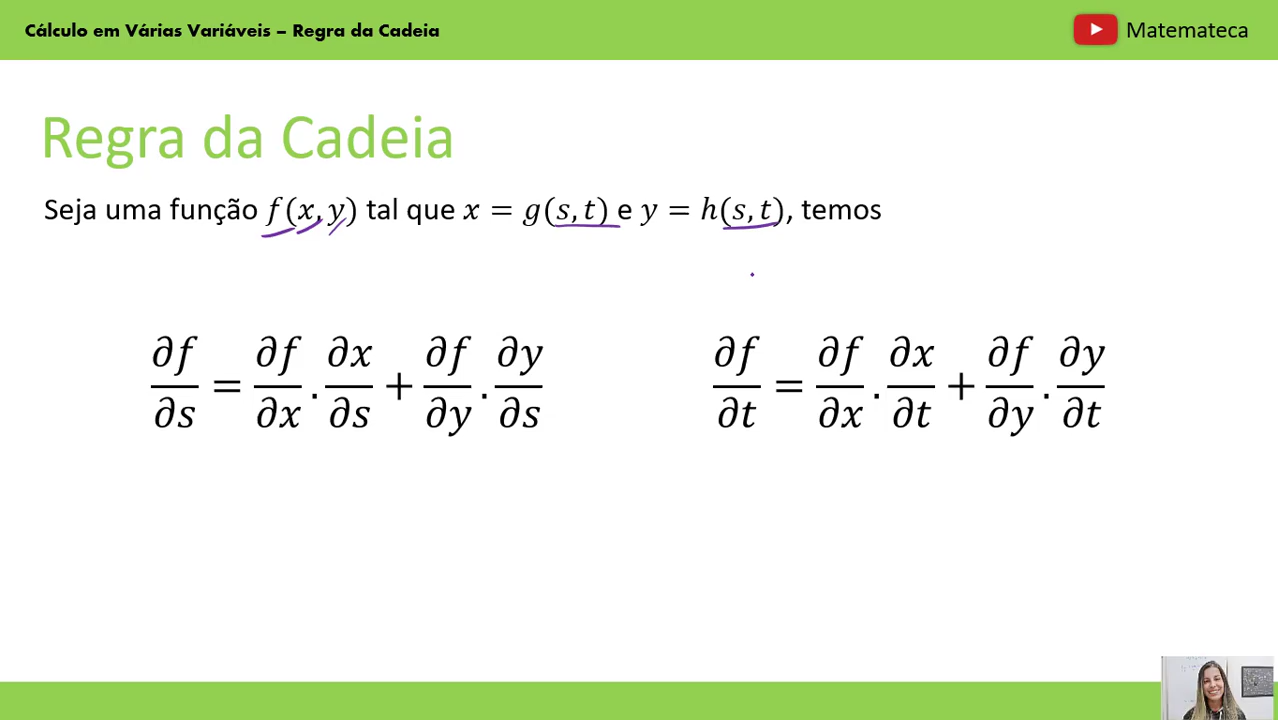 Cálculo em Várias Variáveis – Regra da Cadeia
Matemateca
Regra da Cadeia
Seja uma função f(x, y) tal que x = g(s, t) e y = h(s, t), temos
∂f/∂s = ∂f/∂x . ∂x/∂s + ∂f/∂y . ∂y/∂s
∂f/∂t = ∂f/∂x . ∂x/∂t + ∂f/∂y . ∂y/∂t